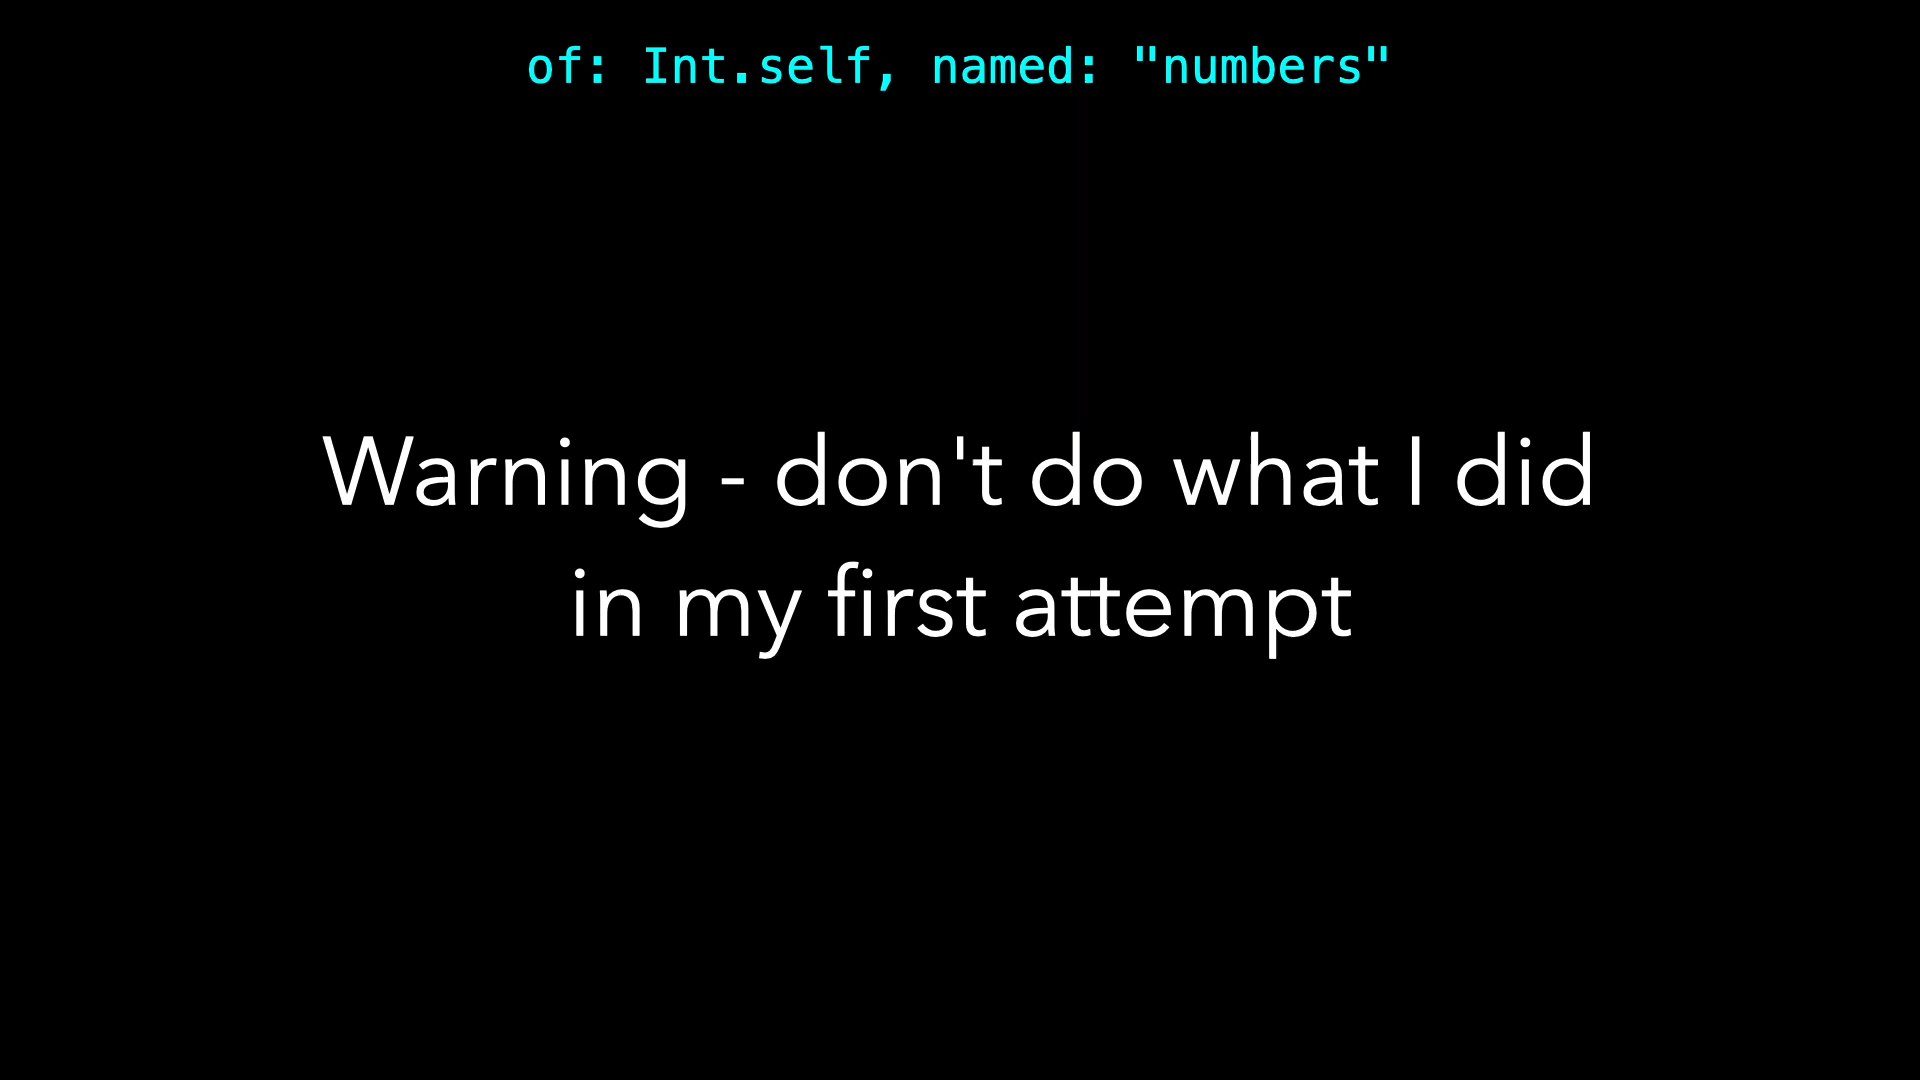 of: Int.self, named: "numbers"
Warning - don't do what I did
in my first attempt